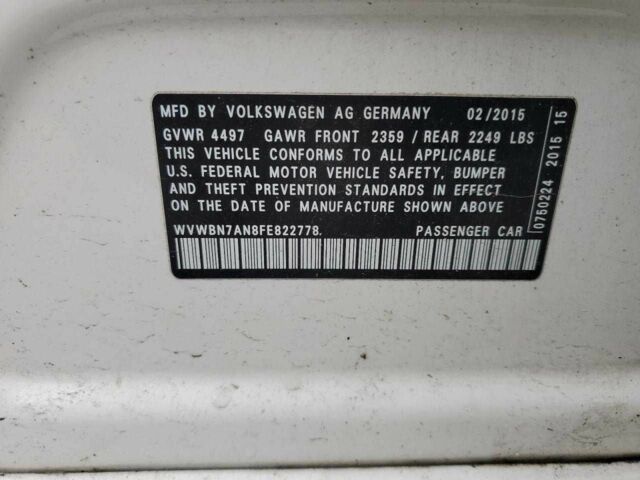 MFD BY VOLKSWAGEN AG GERMANY 02/2015
GVWR 4497 GAWR FRONT 2359 / REAR 2249 LBS
THIS VEHICLE CONFORMS TO ALL APPLICABLE
U.S. FEDERAL MOTOR VEHICLE SAFETY, BUMPER
AND THEFT PREVENTION STANDARDS IN EFFECT
ON THE DATE OF MANUFACTURE SHOWN ABOVE
WVWBN7AN8FE822778. PASSENGER CAR
0750224 2015 15